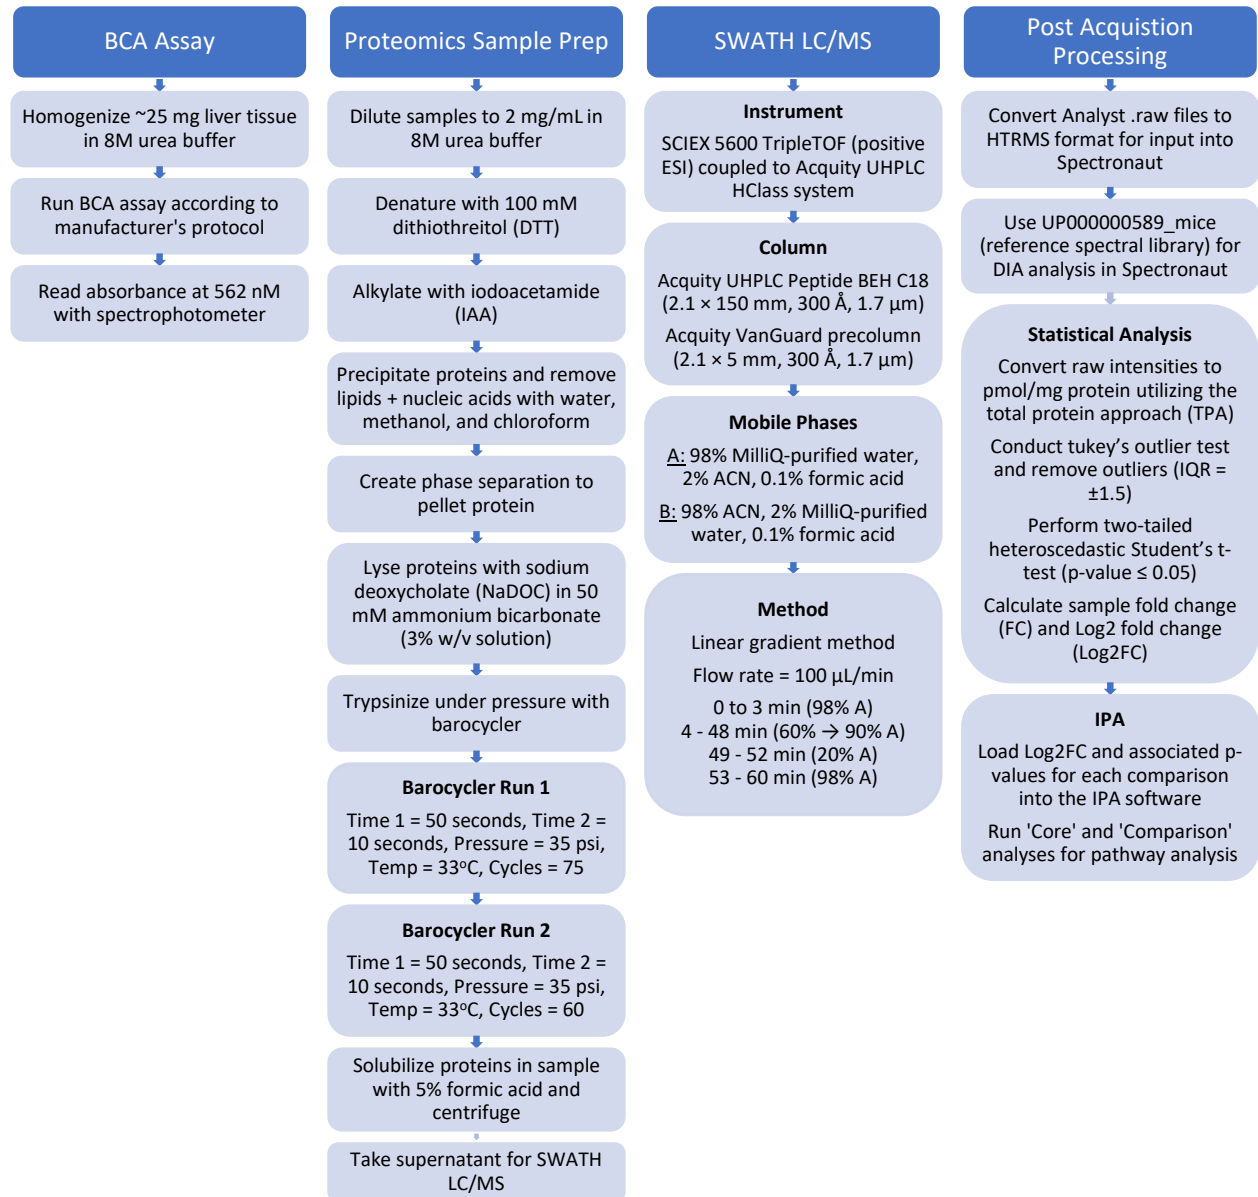 BCA Assay
Homogenize ~25 mg liver tissue
in 8M urea buffer
Run BCA assay according to
manufacturer's protocol
Read absorbance at 562 nM
with spectrophotometer
Proteomics Sample Prep
Dilute samples to 2 mg/mL in
8M urea buffer
Denature with 100 mM
dithiothreitol (DTT)
Alkylate with iodoacetamide
(IAA)
Precipitate proteins and remove
lipids + nucleic acids with water,
methanol, and chloroform
Create phase separation to
pellet protein
Lyse proteins with sodium
deoxycholate (NaDOC) in 50
mM ammonium bicarbonate
(3% w/v solution)
Trypsinize under pressure with
barocycler
Barocycler Run 1
Time 1 = 50 seconds, Time 2 =
10 seconds, Pressure = 35 psi,
Temp = 33°C, Cycles = 75
Barocycler Run 2
Time 1 = 50 seconds, Time 2 =
10 seconds, Pressure = 35 psi,
Temp = 33°C, Cycles = 60
Solubilize proteins in sample
with 5% formic acid and
centrifuge
Take supernatant for SWATH
LC/MS
SWATH LC/MS
Instrument
SCIEX 5600 TripleTOF (positive
ESI) coupled to Acquity UHPLC
HClass system
Column
Acquity UHPLC Peptide BEH C18
(2.1 × 150 mm, 300 Å, 1.7 µm)
Acquity VanGuard precolumn
(2.1 × 5 mm, 300 Å, 1.7 µm)
Mobile Phases
A: 98% MilliQ-purified water,
2% ACN, 0.1% formic acid
B: 98% ACN, 2% MilliQ-purified
water, 0.1% formic acid
Method
Linear gradient method
Flow rate = 100 µL/min
0 to 3 min (98% A)
4 - 48 min (60% → 90% A)
49 - 52 min (20% A)
53 - 60 min (98% A)
Post Acquistion
Processing
Convert Analyst .raw files to
HTRMS format for input into
Spectronaut
Use UP000000589_mice
(reference spectral library) for
DIA analysis in Spectronaut
Statistical Analysis
Convert raw intensities to
pmol/mg protein utilizing the
total protein approach (TPA)
Conduct tukey's outlier test
and remove outliers (IQR =
±1.5)
Perform two-tailed
heteroscedastic Student's t-
test (p-value ≤ 0.05)
Calculate sample fold change
(FC) and Log2 fold change
(Log2FC)
IPA
Load Log2FC and associated p-
values for each comparison
into the IPA software
Run 'Core' and 'Comparison'
analyses for pathway analysis